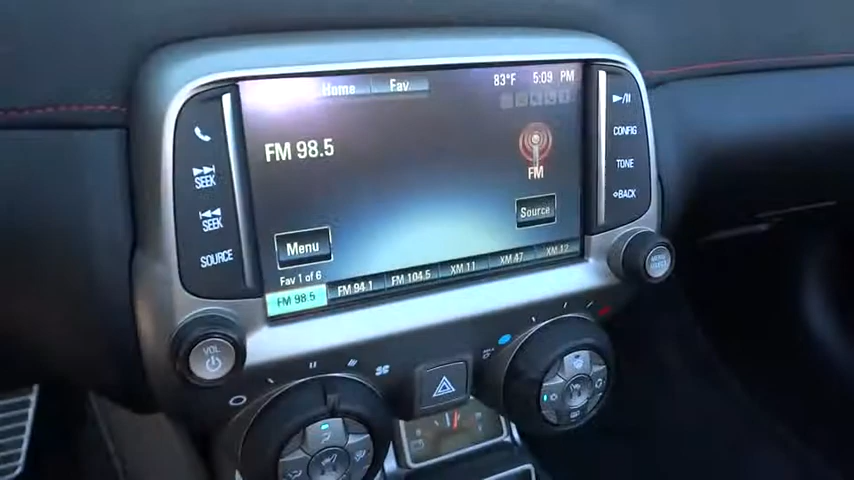 Home Fav 83°F 5:09 PM
FM 98.5
FM
Source
Menu
Fav 1 of 6
FM 98.5 FM 94.1 FM 104.5 XM 11 XM 47 XM 12
SEEK
SEEK
SOURCE
CONFIG
TONE
BACK
VOL
MENU